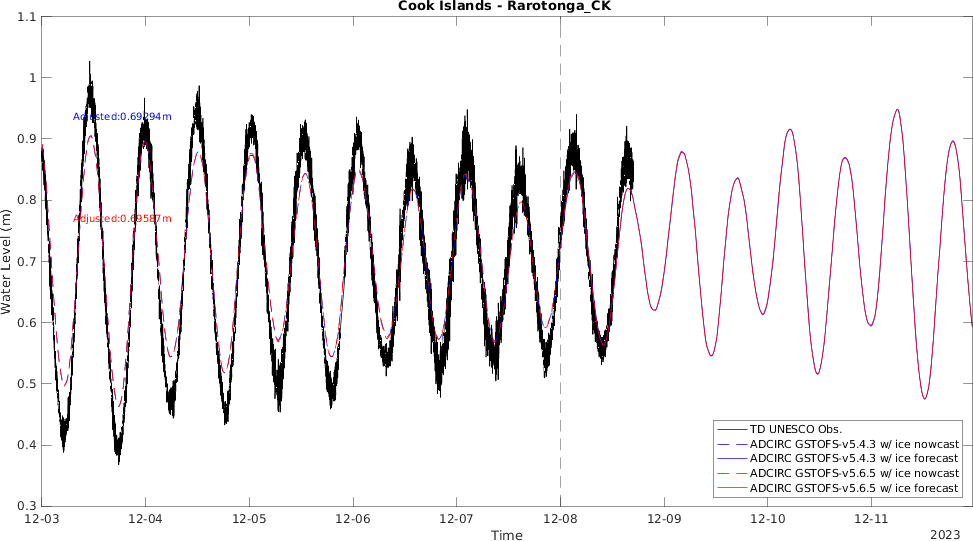 Cook Islands - Rarotonga_CK
1.1
1
0.9
0.8
0.7
0.6
0.5
0.4
0.3
Water Level (m)
Adjusted:0.69294m
Adjusted:0.69587m
TD UNESCO Obs.
ADCIRC GSTOFS-v5.4.3 w/ ice nowcast
ADCIRC GSTOFS-v5.4.3 w/ ice forecast
ADCIRC GSTOFS-v5.6.5 w/ ice nowcast
ADCIRC GSTOFS-v5.6.5 w/ ice forecast
12-03
12-04
12-05
12-06
12-07
12-08
12-09
12-10
12-11
Time
2023